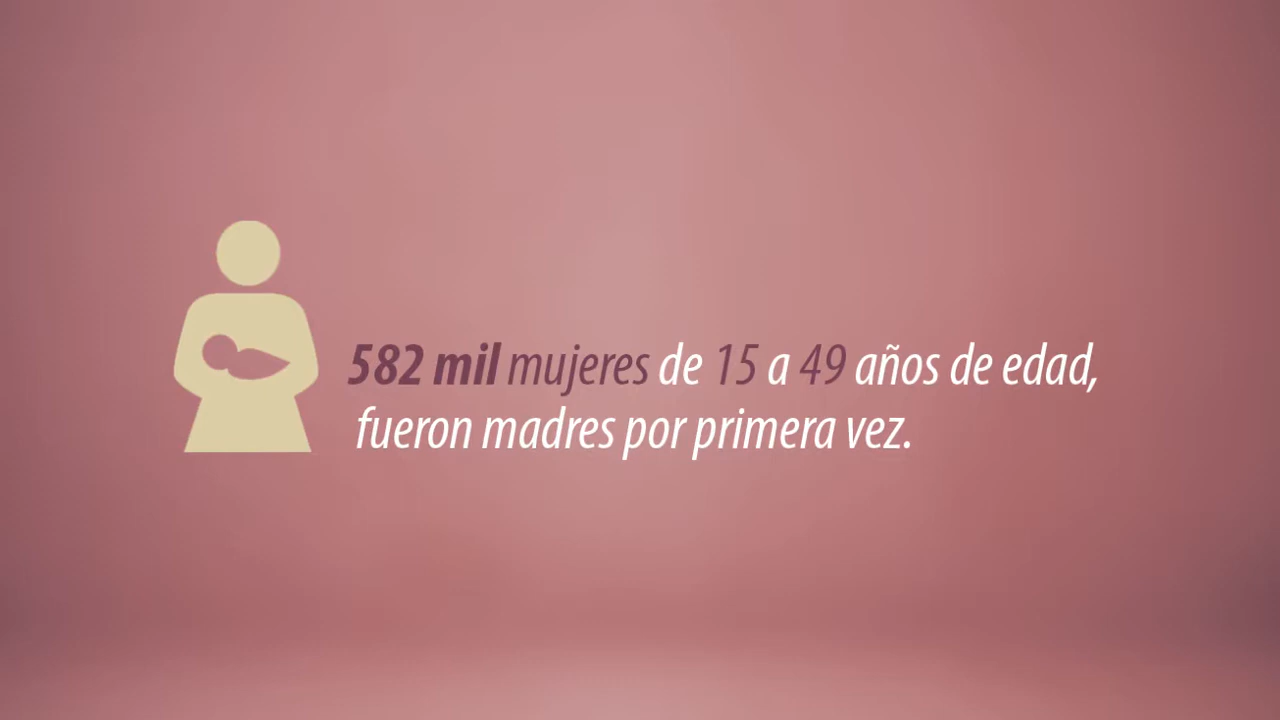 582 mil mujeres de 15 a 49 años de edad,
fueron madres por primera vez.